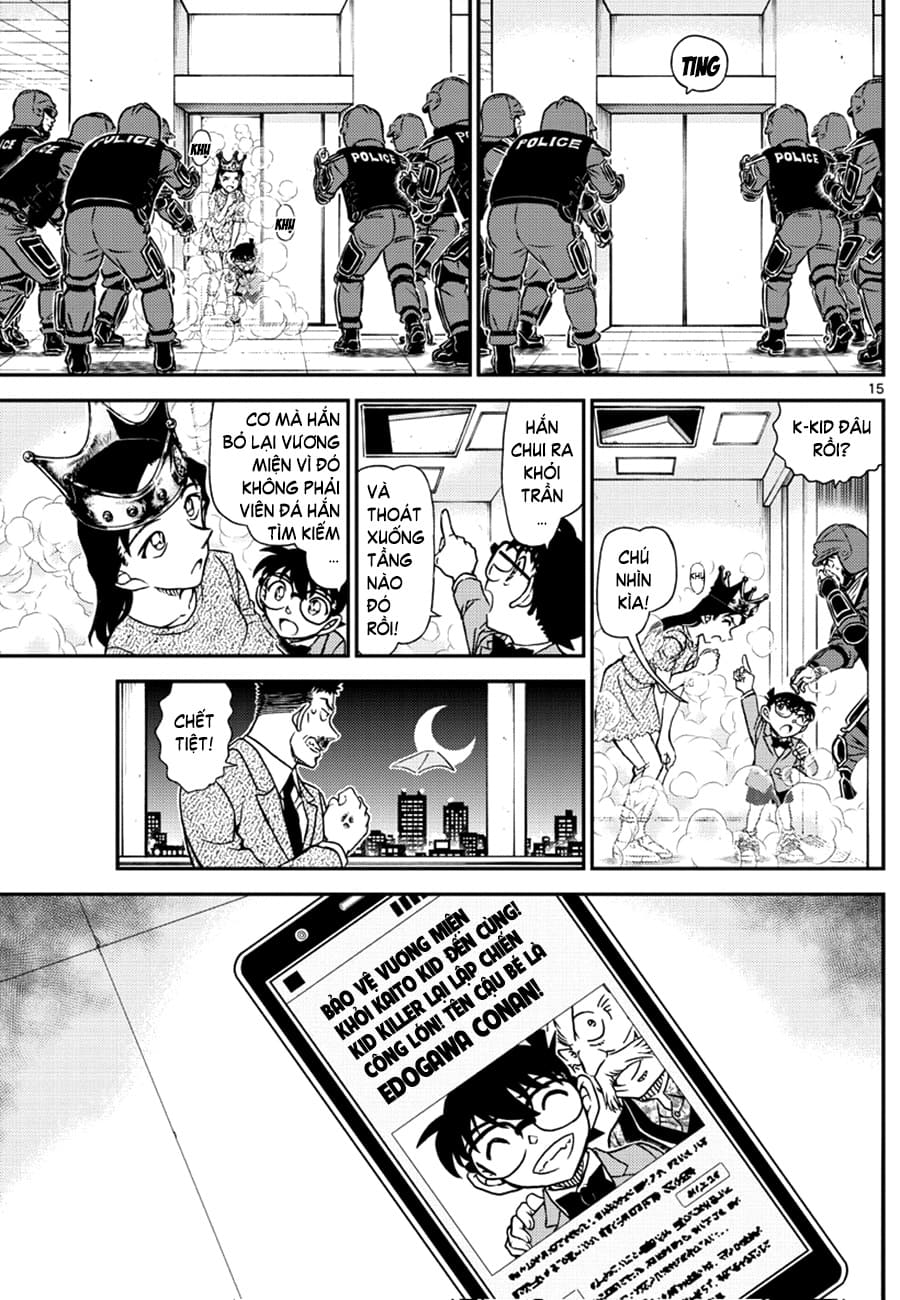 TING
POLICE
POLICE
POLICE
POLICE
KHỤ
KHỤ
15
K-KID ĐÂU
RỒI?
CHÚ
NHÌN
KÌA!
KHỤ
HẮN
CHUI RA
KHỎI
TRẦN
...
VÀ
THOÁT
XUỐNG
TẦNG
NÀO
ĐÓ
RỒI!
CƠ MÀ HẮN
BỎ LẠI VƯƠNG
MIỆN VÌ ĐÓ
KHÔNG PHẢI
VIÊN ĐÁ HẮN
TÌM KIẾM
...
CHẾT
TIỆT!
BẢO VỆ VƯƠNG MIỆN
KHỎI KAITO KID ĐẾN CÙNG!
KID KILLER LẠI LẬP CHIẾN
CÔNG LỚN! TÊN CẬU BÉ LÀ
EDOGAWA CONAN!